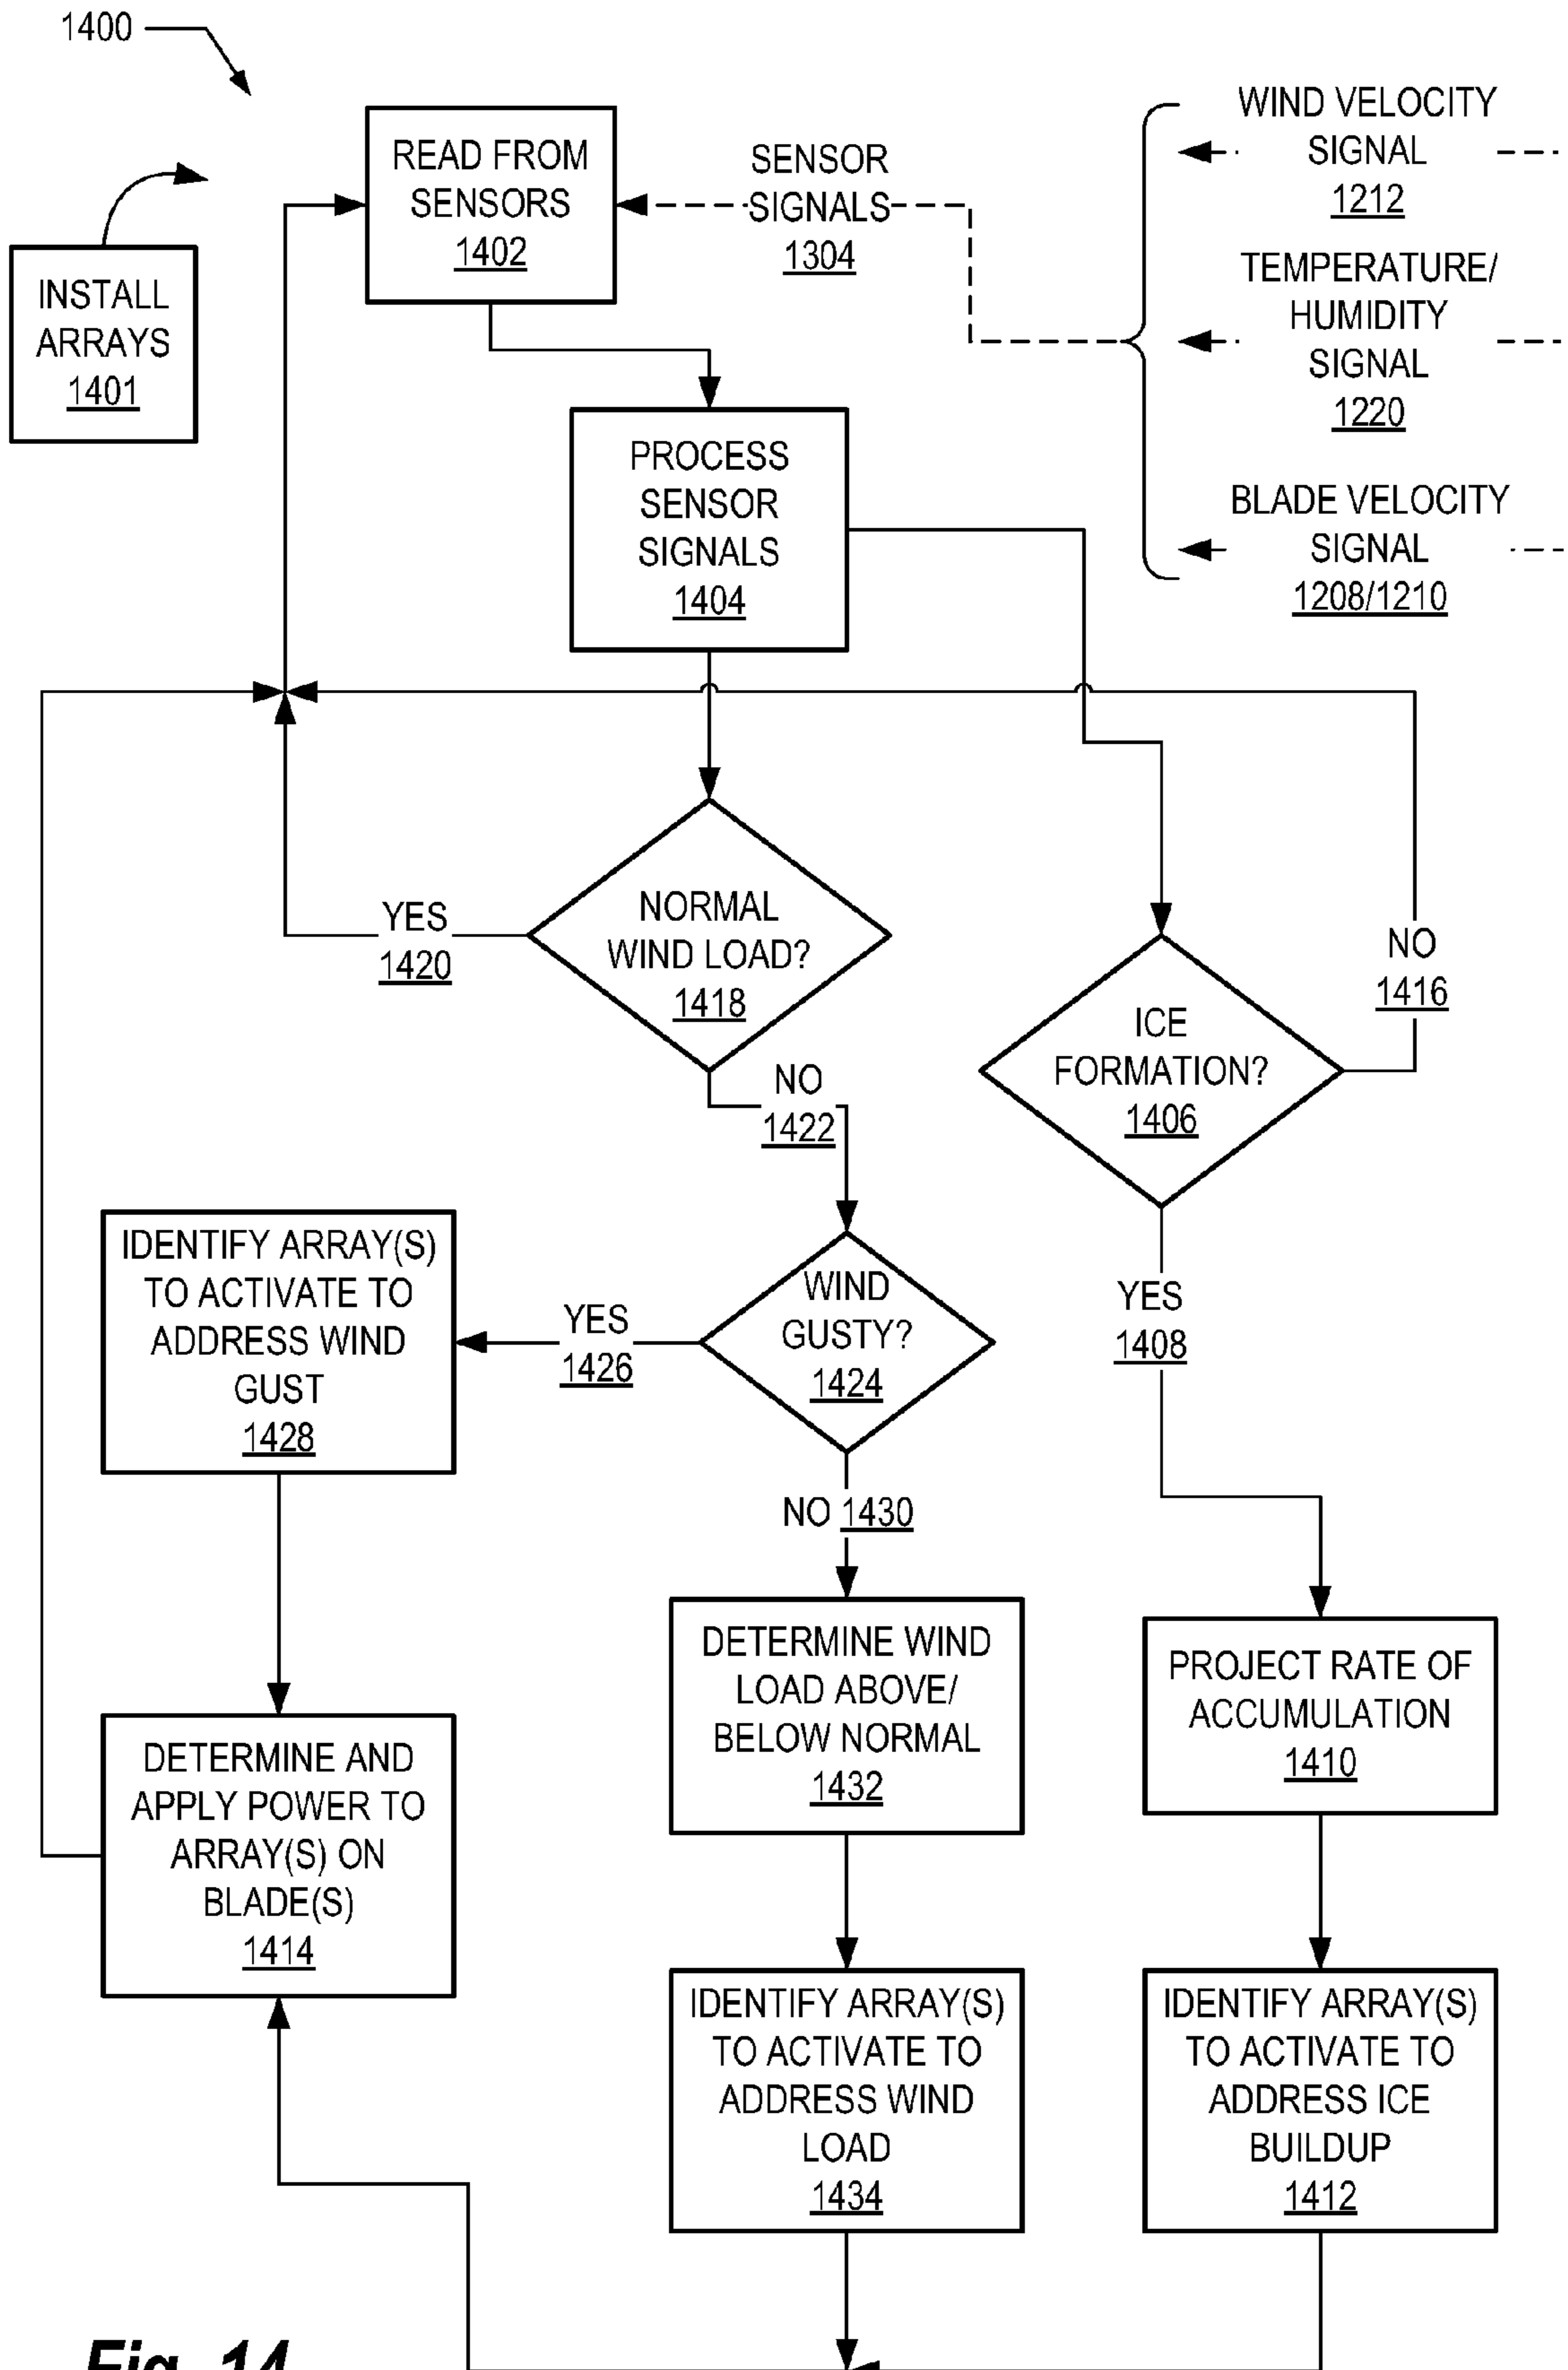 1400
READ FROM
SENSORS
1402
SENSOR
SIGNALS
1304
WIND VELOCITY
SIGNAL
1212
TEMPERATURE/
HUMIDITY
SIGNAL
1220
BLADE VELOCITY
SIGNAL
1208/1210
INSTALL
ARRAYS
1401
PROCESS
SENSOR
SIGNALS
1404
NORMAL
WIND LOAD?
1418
YES
1420
NO
1422
ICE
FORMATION?
1406
NO
1416
YES
1408
WIND
GUSTY?
1424
YES
1426
IDENTIFY ARRAY(S)
TO ACTIVATE TO
ADDRESS WIND
GUST
1428
NO 1430
DETERMINE WIND
LOAD ABOVE/
BELOW NORMAL
1432
PROJECT RATE OF
ACCUMULATION
1410
DETERMINE AND
APPLY POWER TO
ARRAY(S) ON
BLADE(S)
1414
IDENTIFY ARRAY(S)
TO ACTIVATE TO
ADDRESS WIND
LOAD
1434
IDENTIFY ARRAY(S)
TO ACTIVATE TO
ADDRESS ICE
BUILDUP
1412
Fig. 14